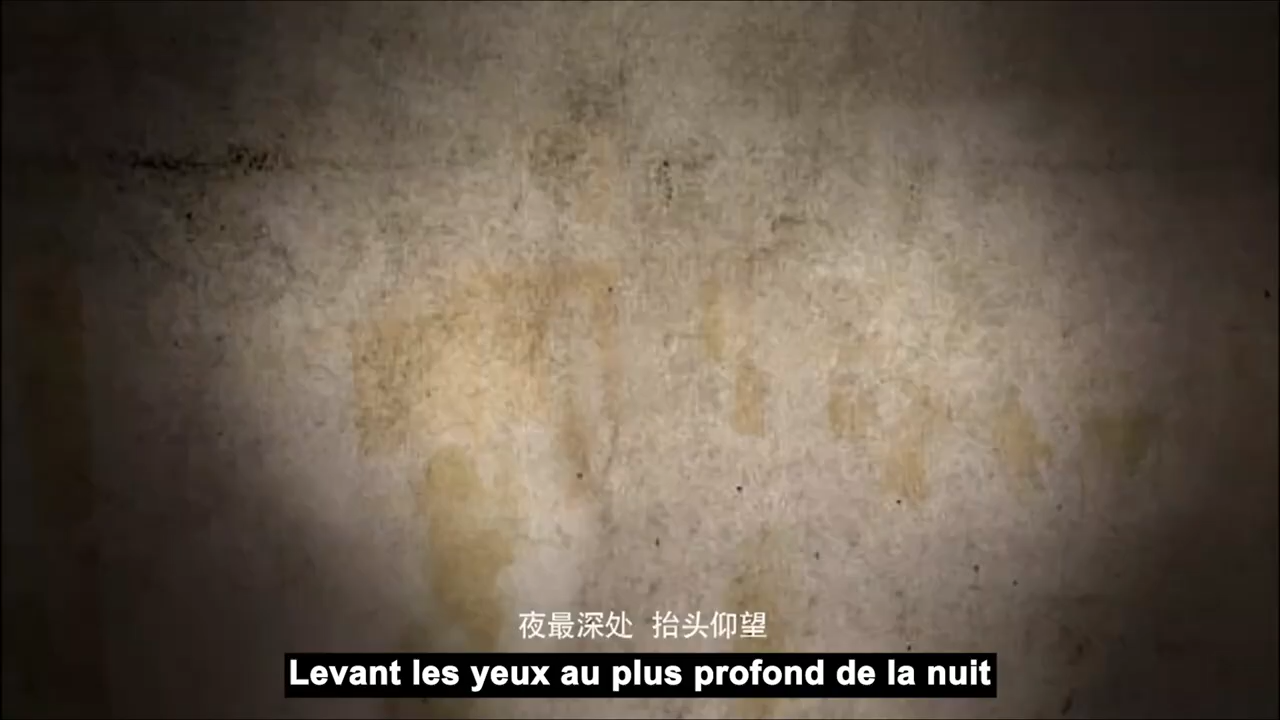 夜最深处 抬头仰望
Levant les yeux au plus profond de la nuit